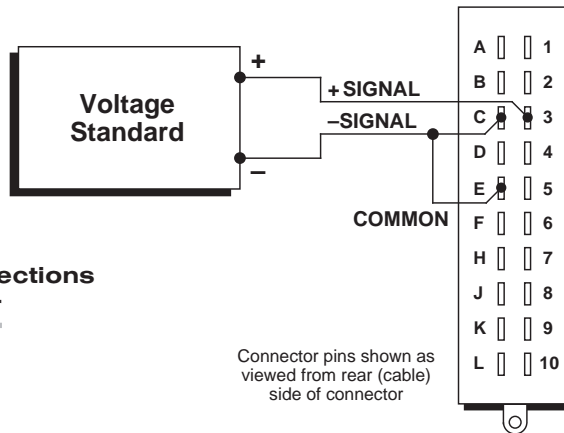 A 1
+
B 2
+ SIGNAL
Voltage
Standard
C 3
–SIGNAL
D 4
–
E 5
COMMON
F 6
ections
H 7
J 8
K 9
Connector pins shown as
viewed from rear (cable)
side of connector
L 10